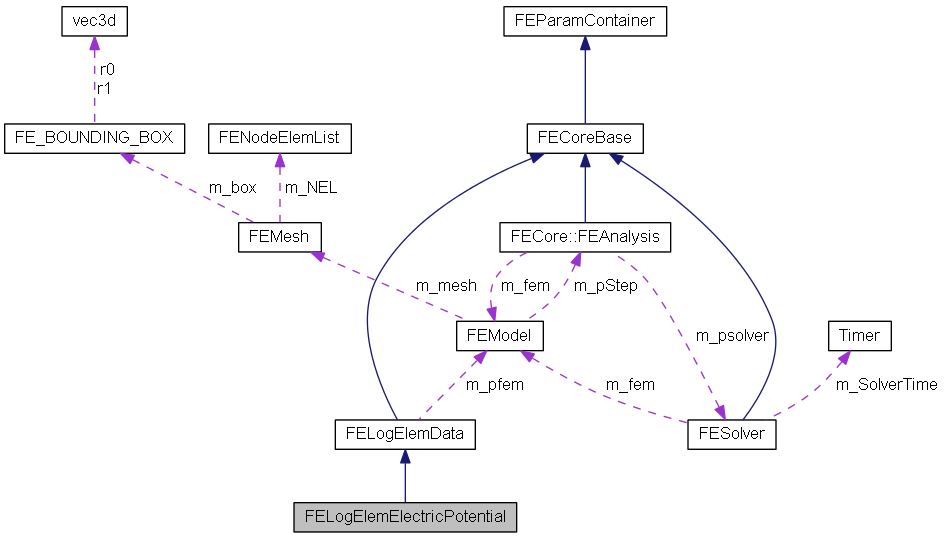 vec3d
FEParamContainer
r0
r1
FE_BOUNDING_BOX
FENodeElemList
FECoreBase
m_box
m_NEL
FEMesh
FECore::FEAnalysis
m_mesh
m_fem
m_pStep
FEModel
m_psolver
Timer
m_pfem
m_fem
m_SolverTime
FELogElemData
FESolver
FELogElemElectricPotential